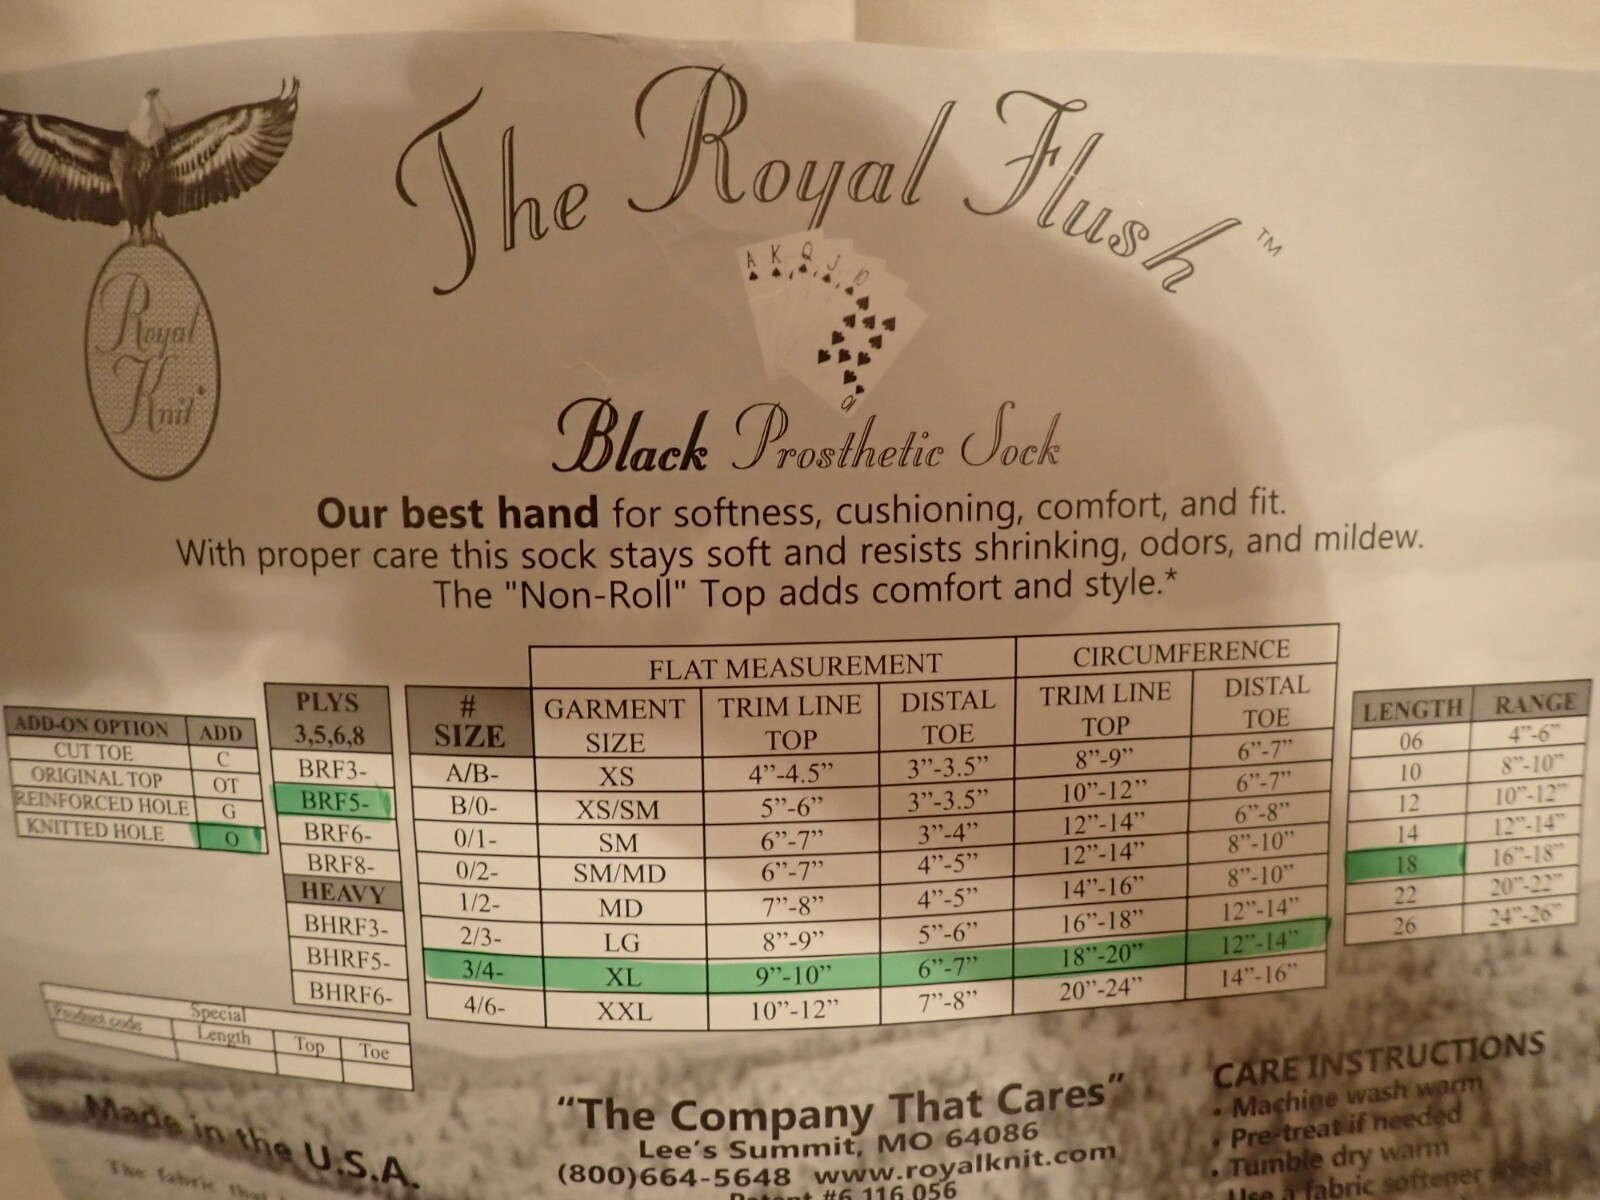 The Royal Flush™
Royal
Knit
A K Q J 10
Black Prosthetic Sock
Our best hand for softness, cushioning, comfort, and fit.
With proper care this sock stays soft and resists shrinking, odors, and mildew.
The "Non-Roll" Top adds comfort and style.*
ADD-ON OPTION ADD
CUT TOE C
ORIGINAL TOP OT
REINFORCED HOLE G
KNITTED HOLE O
PLYS
3,5,6,8
BRF3-
BRF5-
BRF6-
BRF8-
HEAVY
BHRF3-
BHRF5-
BHRF6-
FLAT MEASUREMENT CIRCUMFERENCE
# SIZE GARMENT SIZE TRIM LINE TOP DISTAL TOE TRIM LINE TOP DISTAL TOE
A/B- XS 4”-4.5” 3”-3.5” 8”-9” 6”-7”
B/0- XS/SM 5”-6” 3”-3.5” 10”-12” 6”-7”
0/1- SM 6”-7” 3”-4” 12”-14” 6”-8”
0/2- SM/MD 6”-7” 4”-5” 12”-14” 8”-10”
1/2- MD 7”-8” 4”-5” 14”-16” 8”-10”
2/3- LG 8”-9” 5”-6” 16”-18” 12”-14”
3/4- XL 9”-10” 6”-7” 18”-20” 12”-14”
4/6- XXL 10”-12” 7”-8” 20”-24” 14”-16”
LENGTH RANGE
06 4”-6”
10 8”-10”
12 10”-12”
14 12”-14”
18 16”-18”
22 20”-22”
26 24”-26”
Special
Product code Length Top Toe
Made in the U.S.A.
The fabric that
“The Company That Cares”
Lee’s Summit, MO 64086
(800)664-5648 www.royalknit.com
Patent #6,116,056
CARE INSTRUCTIONS
• Machine wash warm
• Pre-treat if needed
• Tumble dry warm
Use a fabric softener sheet